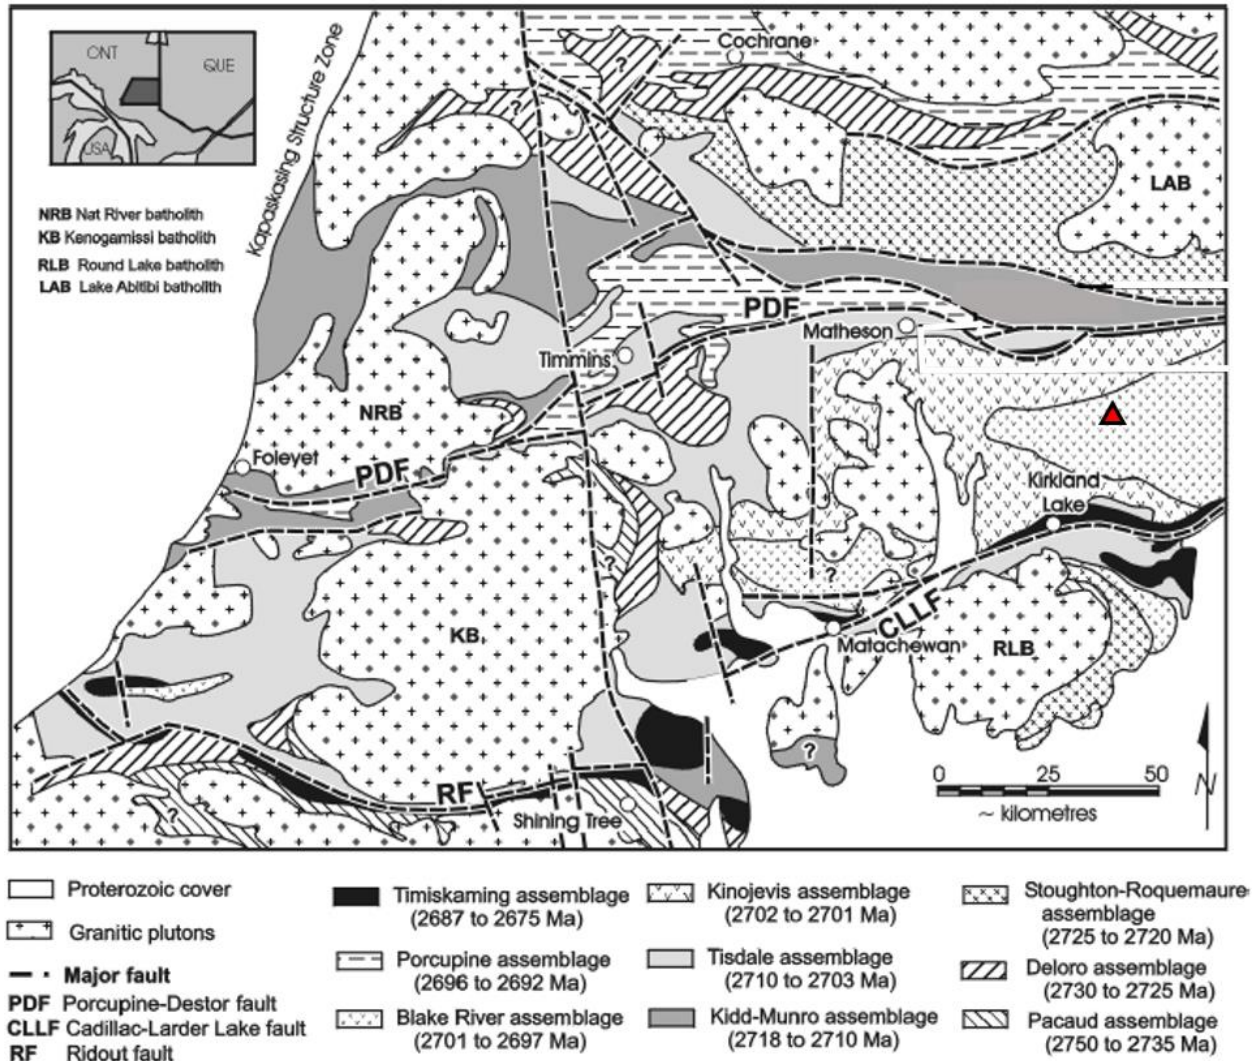 ONT
QUE
USA
Kapaskasing Structure Zone
Cochrane
NRB Nat River batholith
KB Kenogamissi batholith
RLB Round Lake batholith
LAB Lake Abitibi batholith
?
?
LAB
PDF
Matheson
Timmins
NRB
Foleyet
PDF
Kirkland
Lake
?
?
CLLF
KB
Matachewan
RLB
?
RF
Shining Tree
?
0 25 50
~ kilometres
N
Proterozoic cover
Granitic plutons
Major fault
PDF Porcupine-Destor fault
CLLF Cadillac-Larder Lake fault
RF Ridout fault
Timiskaming assemblage
(2687 to 2675 Ma)
Porcupine assemblage
(2696 to 2692 Ma)
Blake River assemblage
(2701 to 2697 Ma)
Kinojevis assemblage
(2702 to 2701 Ma)
Tisdale assemblage
(2710 to 2703 Ma)
Kidd-Munro assemblage
(2718 to 2710 Ma)
Stoughton-Roquemaure
assemblage
(2725 to 2720 Ma)
Deloro assemblage
(2730 to 2725 Ma)
Pacaud assemblage
(2750 to 2735 Ma)